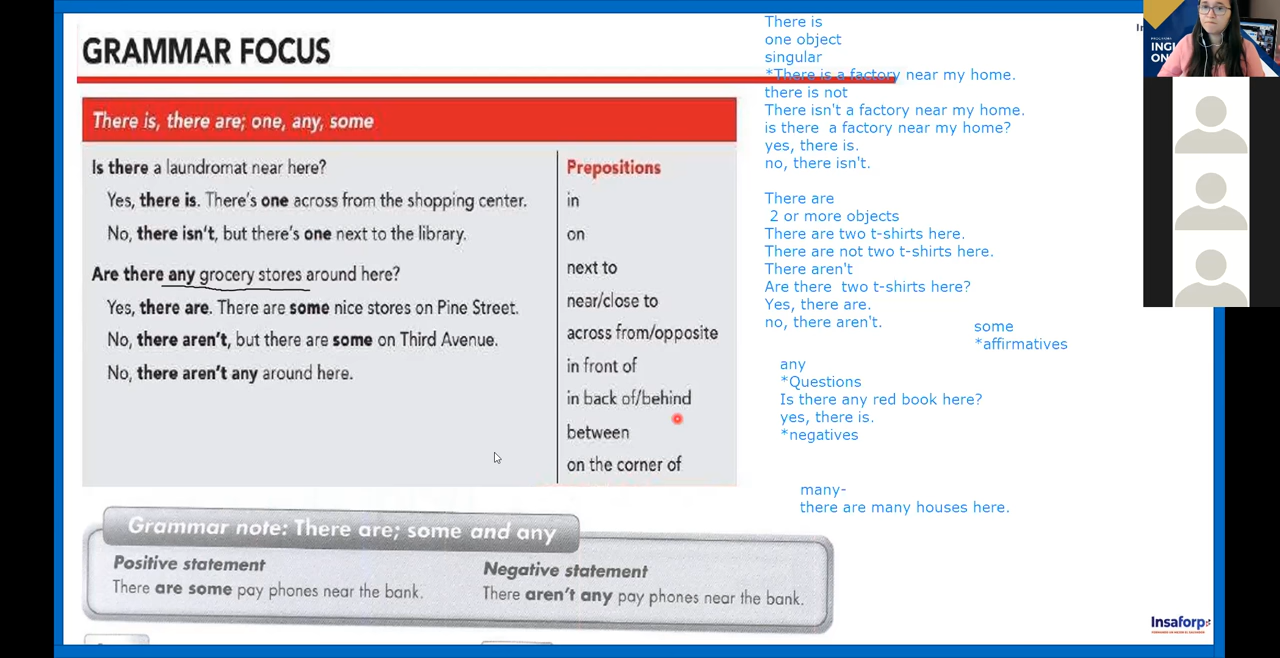 GRAMMAR FOCUS
There is, there are; one, any, some
Is there a laundromat near here?
Yes, there is. There's one across from the shopping center.
No, there isn't, but there's one next to the library.
Are there any grocery stores around here?
Yes, there are. There are some nice stores on Pine Street.
No, there aren't, but there are some on Third Avenue.
No, there aren't any around here.
Prepositions
in
on
next to
near/close to
across from/opposite
in front of
in back of/behind
between
on the corner of
Grammar note: There are; some and any
Positive statement
There are some pay phones near the bank.
Negative statement
There aren't any pay phones near the bank.
There is
one object
singular
*There is a factory near my home.
there is not
There isn't a factory near my home.
is there  a factory near my home?
yes, there is.
no, there isn't.
There are
2 or more objects
There are two t-shirts here.
There are not two t-shirts here.
There aren't
Are there  two t-shirts here?
Yes, there are.
no, there aren't.
some
*affirmatives
any
*Questions
Is there any red book here?
yes, there is.
*negatives
many-
there are many houses here.
Insaforp